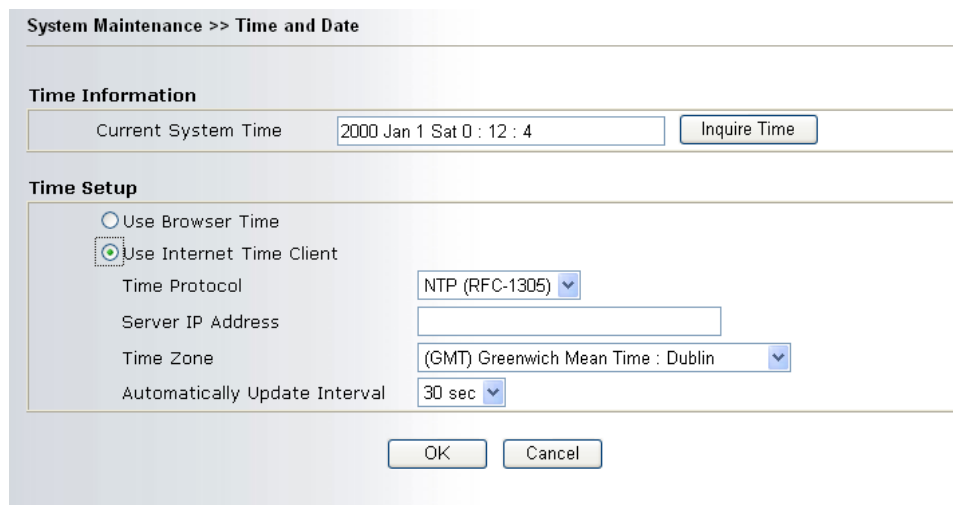 System Maintenance >> Time and Date
Time Information
Current System Time 2000 Jan 1 Sat 0 : 12 : 4 Inquire Time
Time Setup
Use Browser Time
Use Internet Time Client
Time Protocol NTP (RFC-1305)
Server IP Address
Time Zone (GMT) Greenwich Mean Time : Dublin
Automatically Update Interval 30 sec
OK Cancel